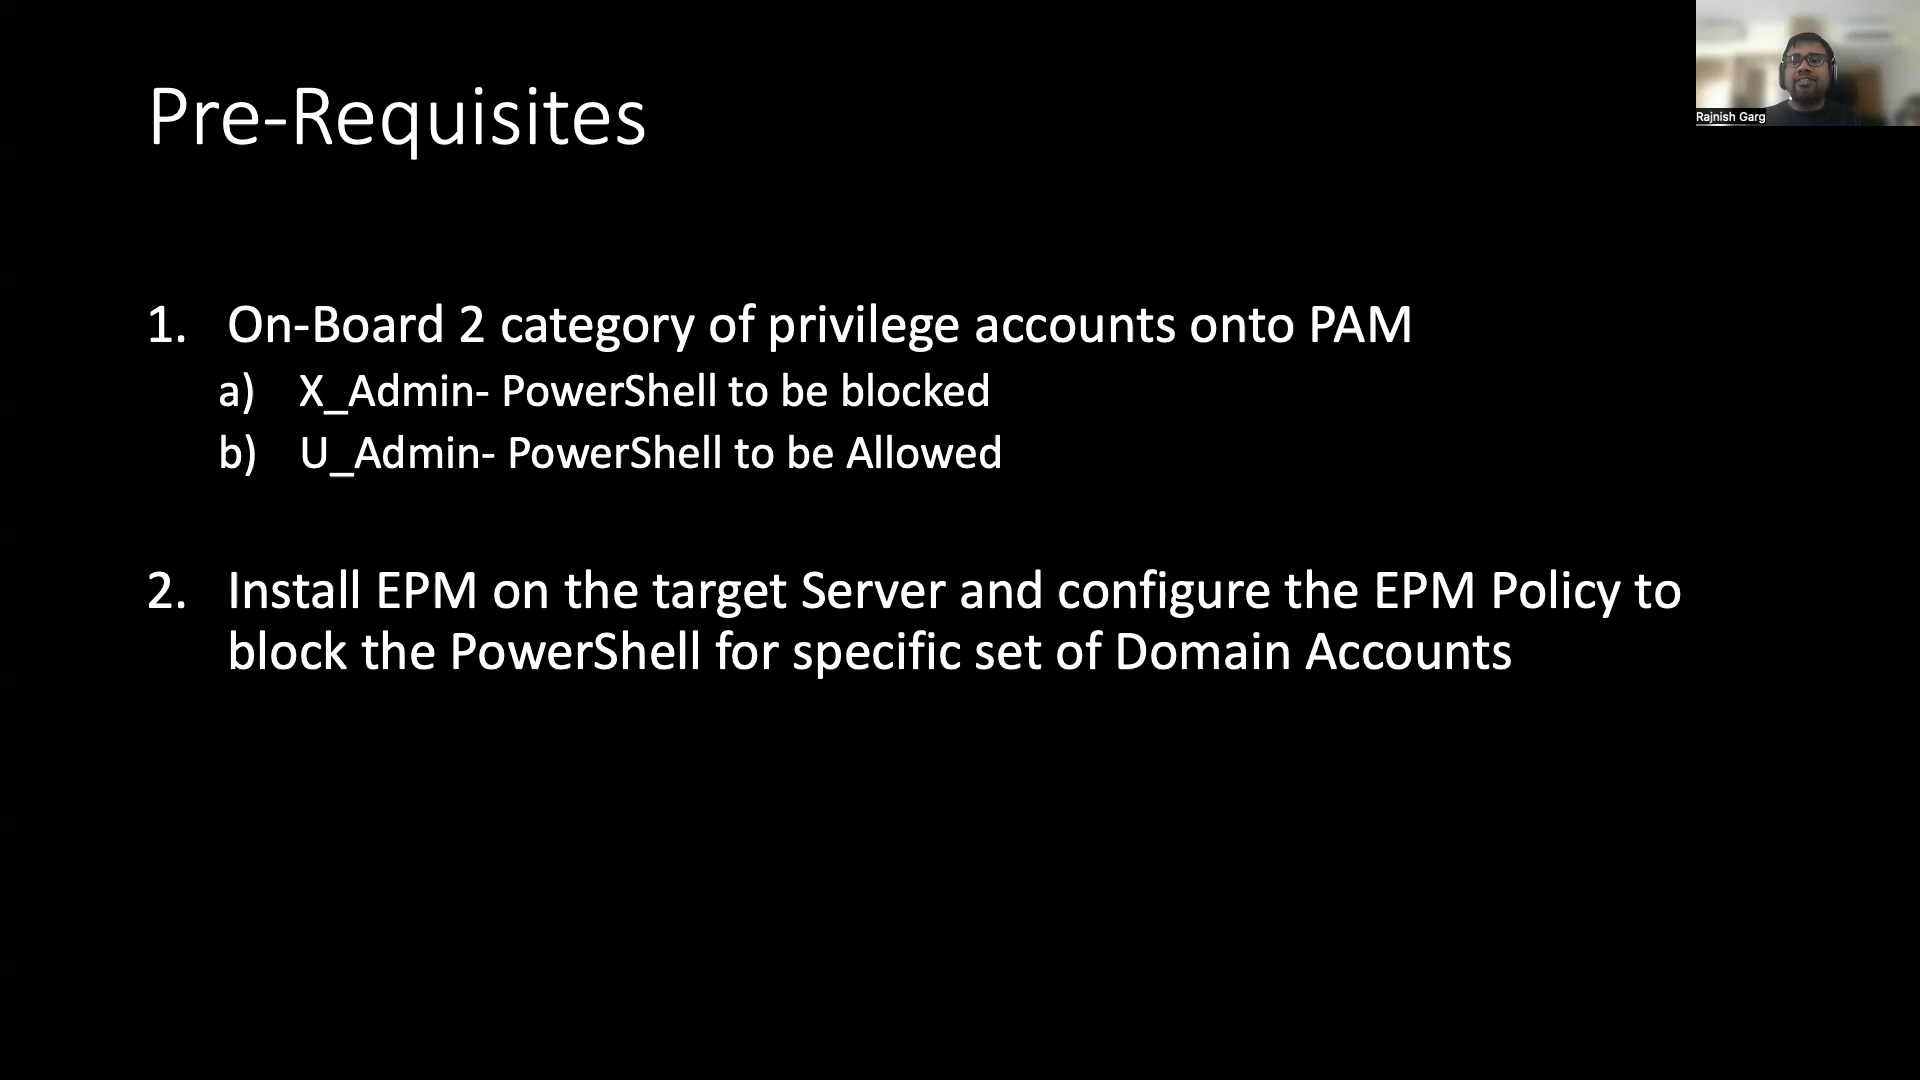 Pre-Requisites
Rajnish Garg
1. On-Board 2 category of privilege accounts onto PAM
a) X_Admin- PowerShell to be blocked
b) U_Admin- PowerShell to be Allowed
2. Install EPM on the target Server and configure the EPM Policy to
block the PowerShell for specific set of Domain Accounts